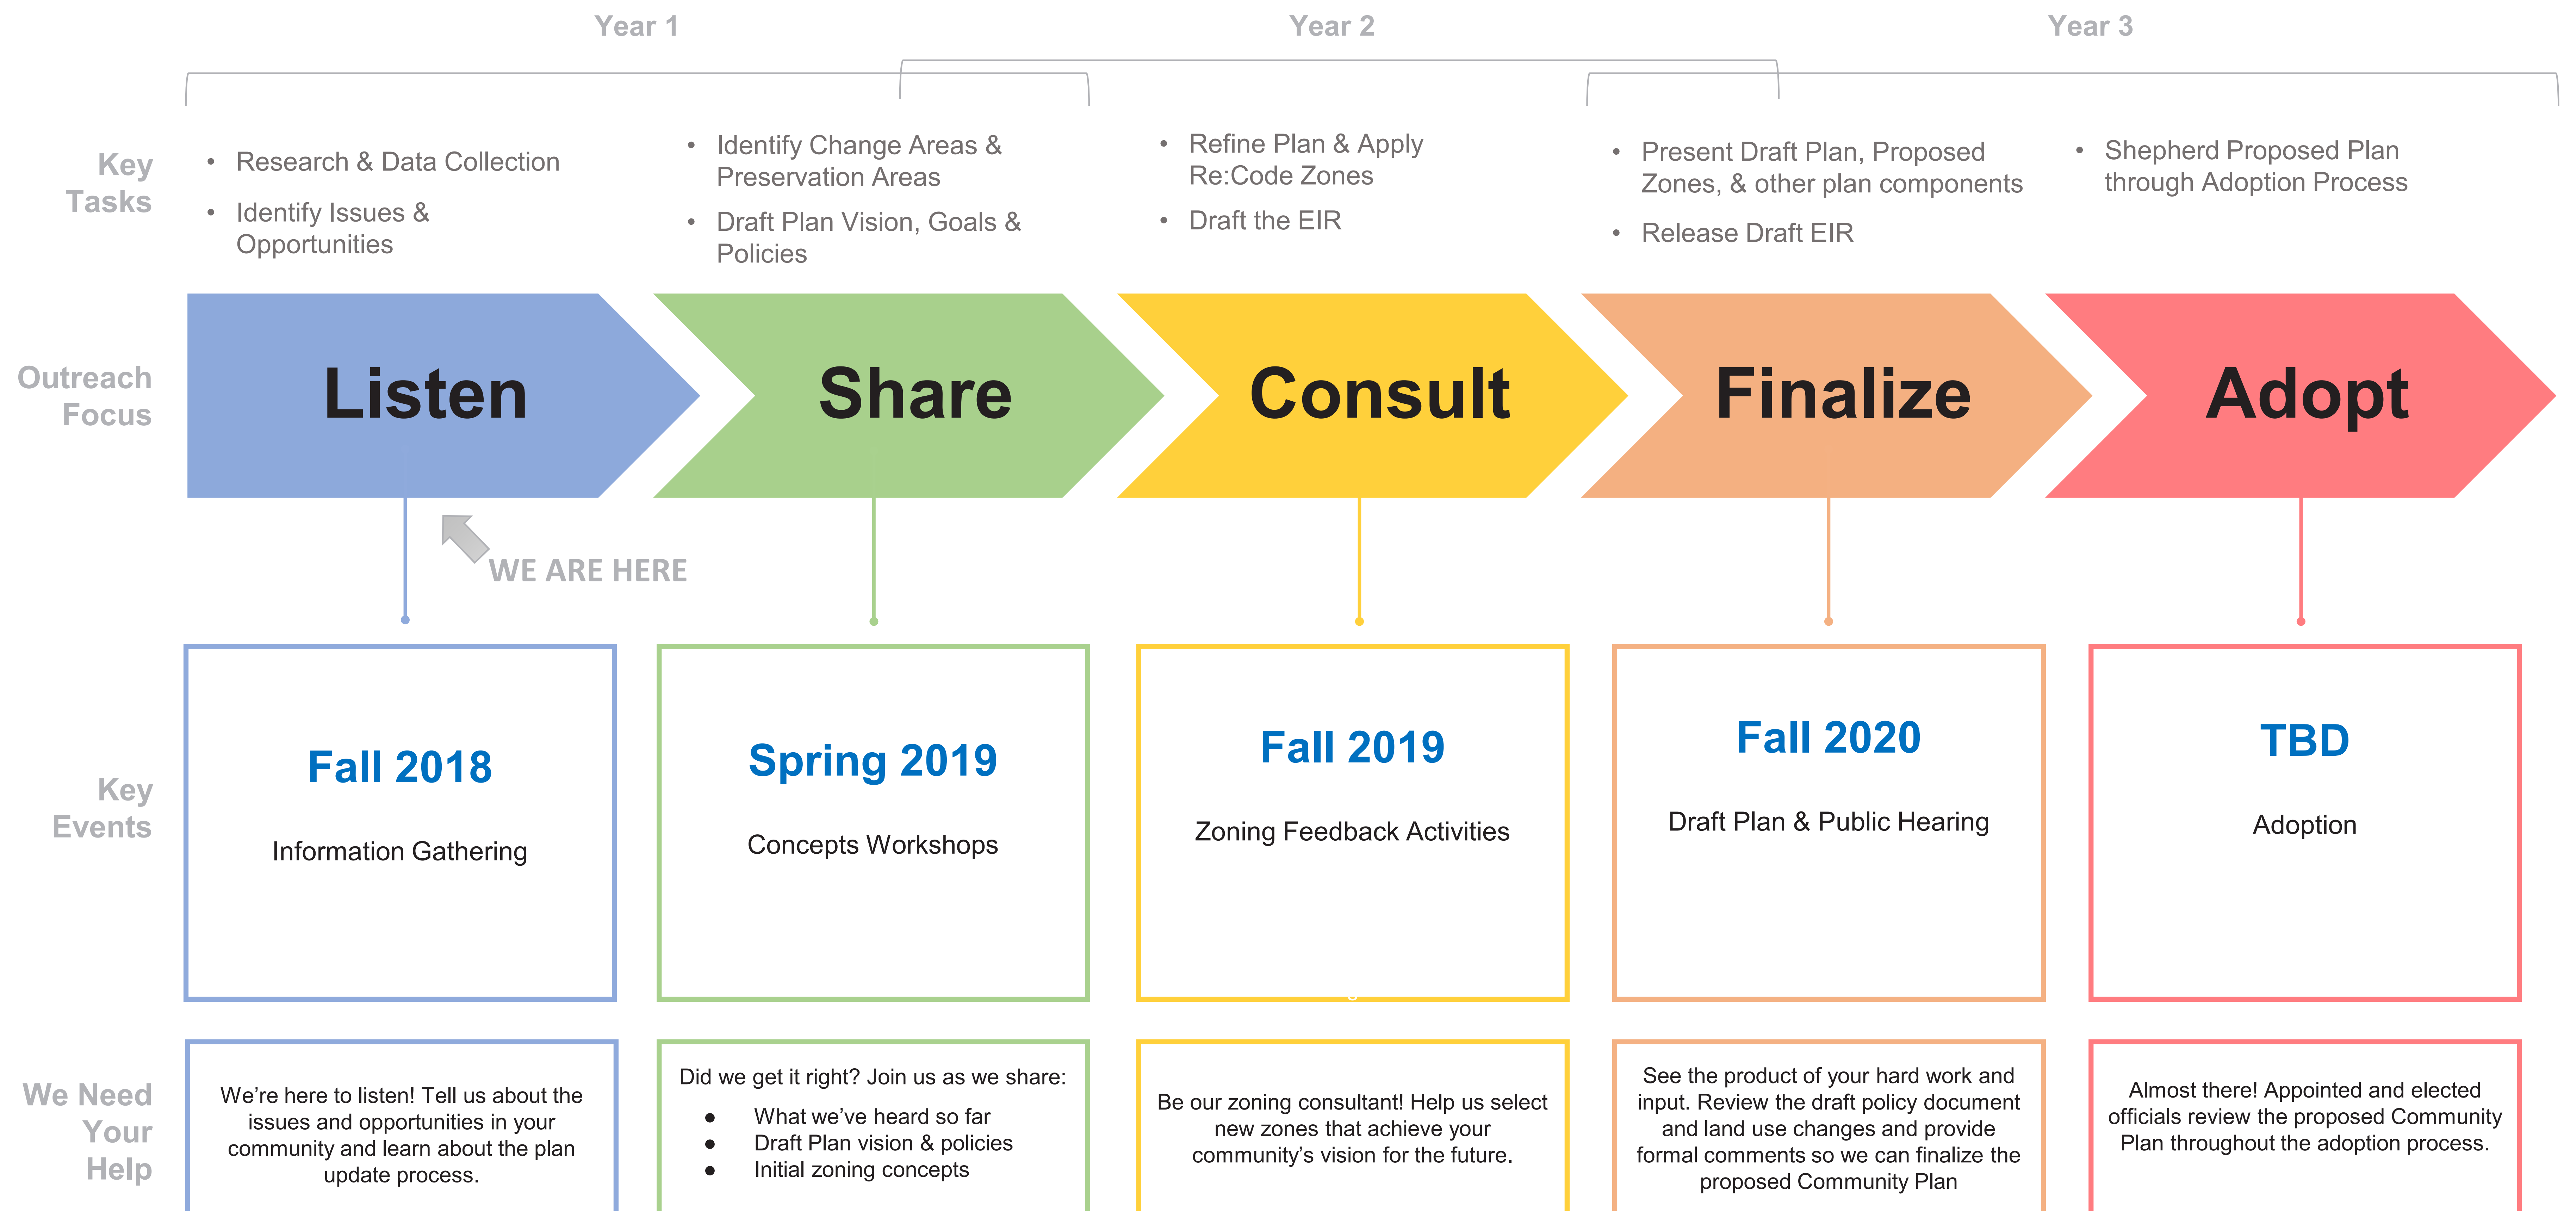 Year 1
Year 2
Year 3
Key
Tasks
• Research & Data Collection
• Identify Issues &
Opportunities
• Identify Change Areas &
Preservation Areas
• Draft Plan Vision, Goals &
Policies
• Refine Plan & Apply
Re:Code Zones
• Draft the EIR
• Present Draft Plan, Proposed
Zones, & other plan components
• Release Draft EIR
• Shepherd Proposed Plan
through Adoption Process
Outreach
Focus
Listen
Share
Consult
Finalize
Adopt
WE ARE HERE
Key
Events
Fall 2018
Information Gathering
Spring 2019
Concepts Workshops
Fall 2019
Zoning Feedback Activities
Fall 2020
Draft Plan & Public Hearing
TBD
Adoption
We Need
Your
Help
We’re here to listen! Tell us about the
issues and opportunities in your
community and learn about the plan
update process.
Did we get it right? Join us as we share:
● What we’ve heard so far
● Draft Plan vision & policies
● Initial zoning concepts
Be our zoning consultant! Help us select
new zones that achieve your
community’s vision for the future.
See the product of your hard work and
input. Review the draft policy document
and land use changes and provide
formal comments so we can finalize the
proposed Community Plan
Almost there! Appointed and elected
officials review the proposed Community
Plan throughout the adoption process.